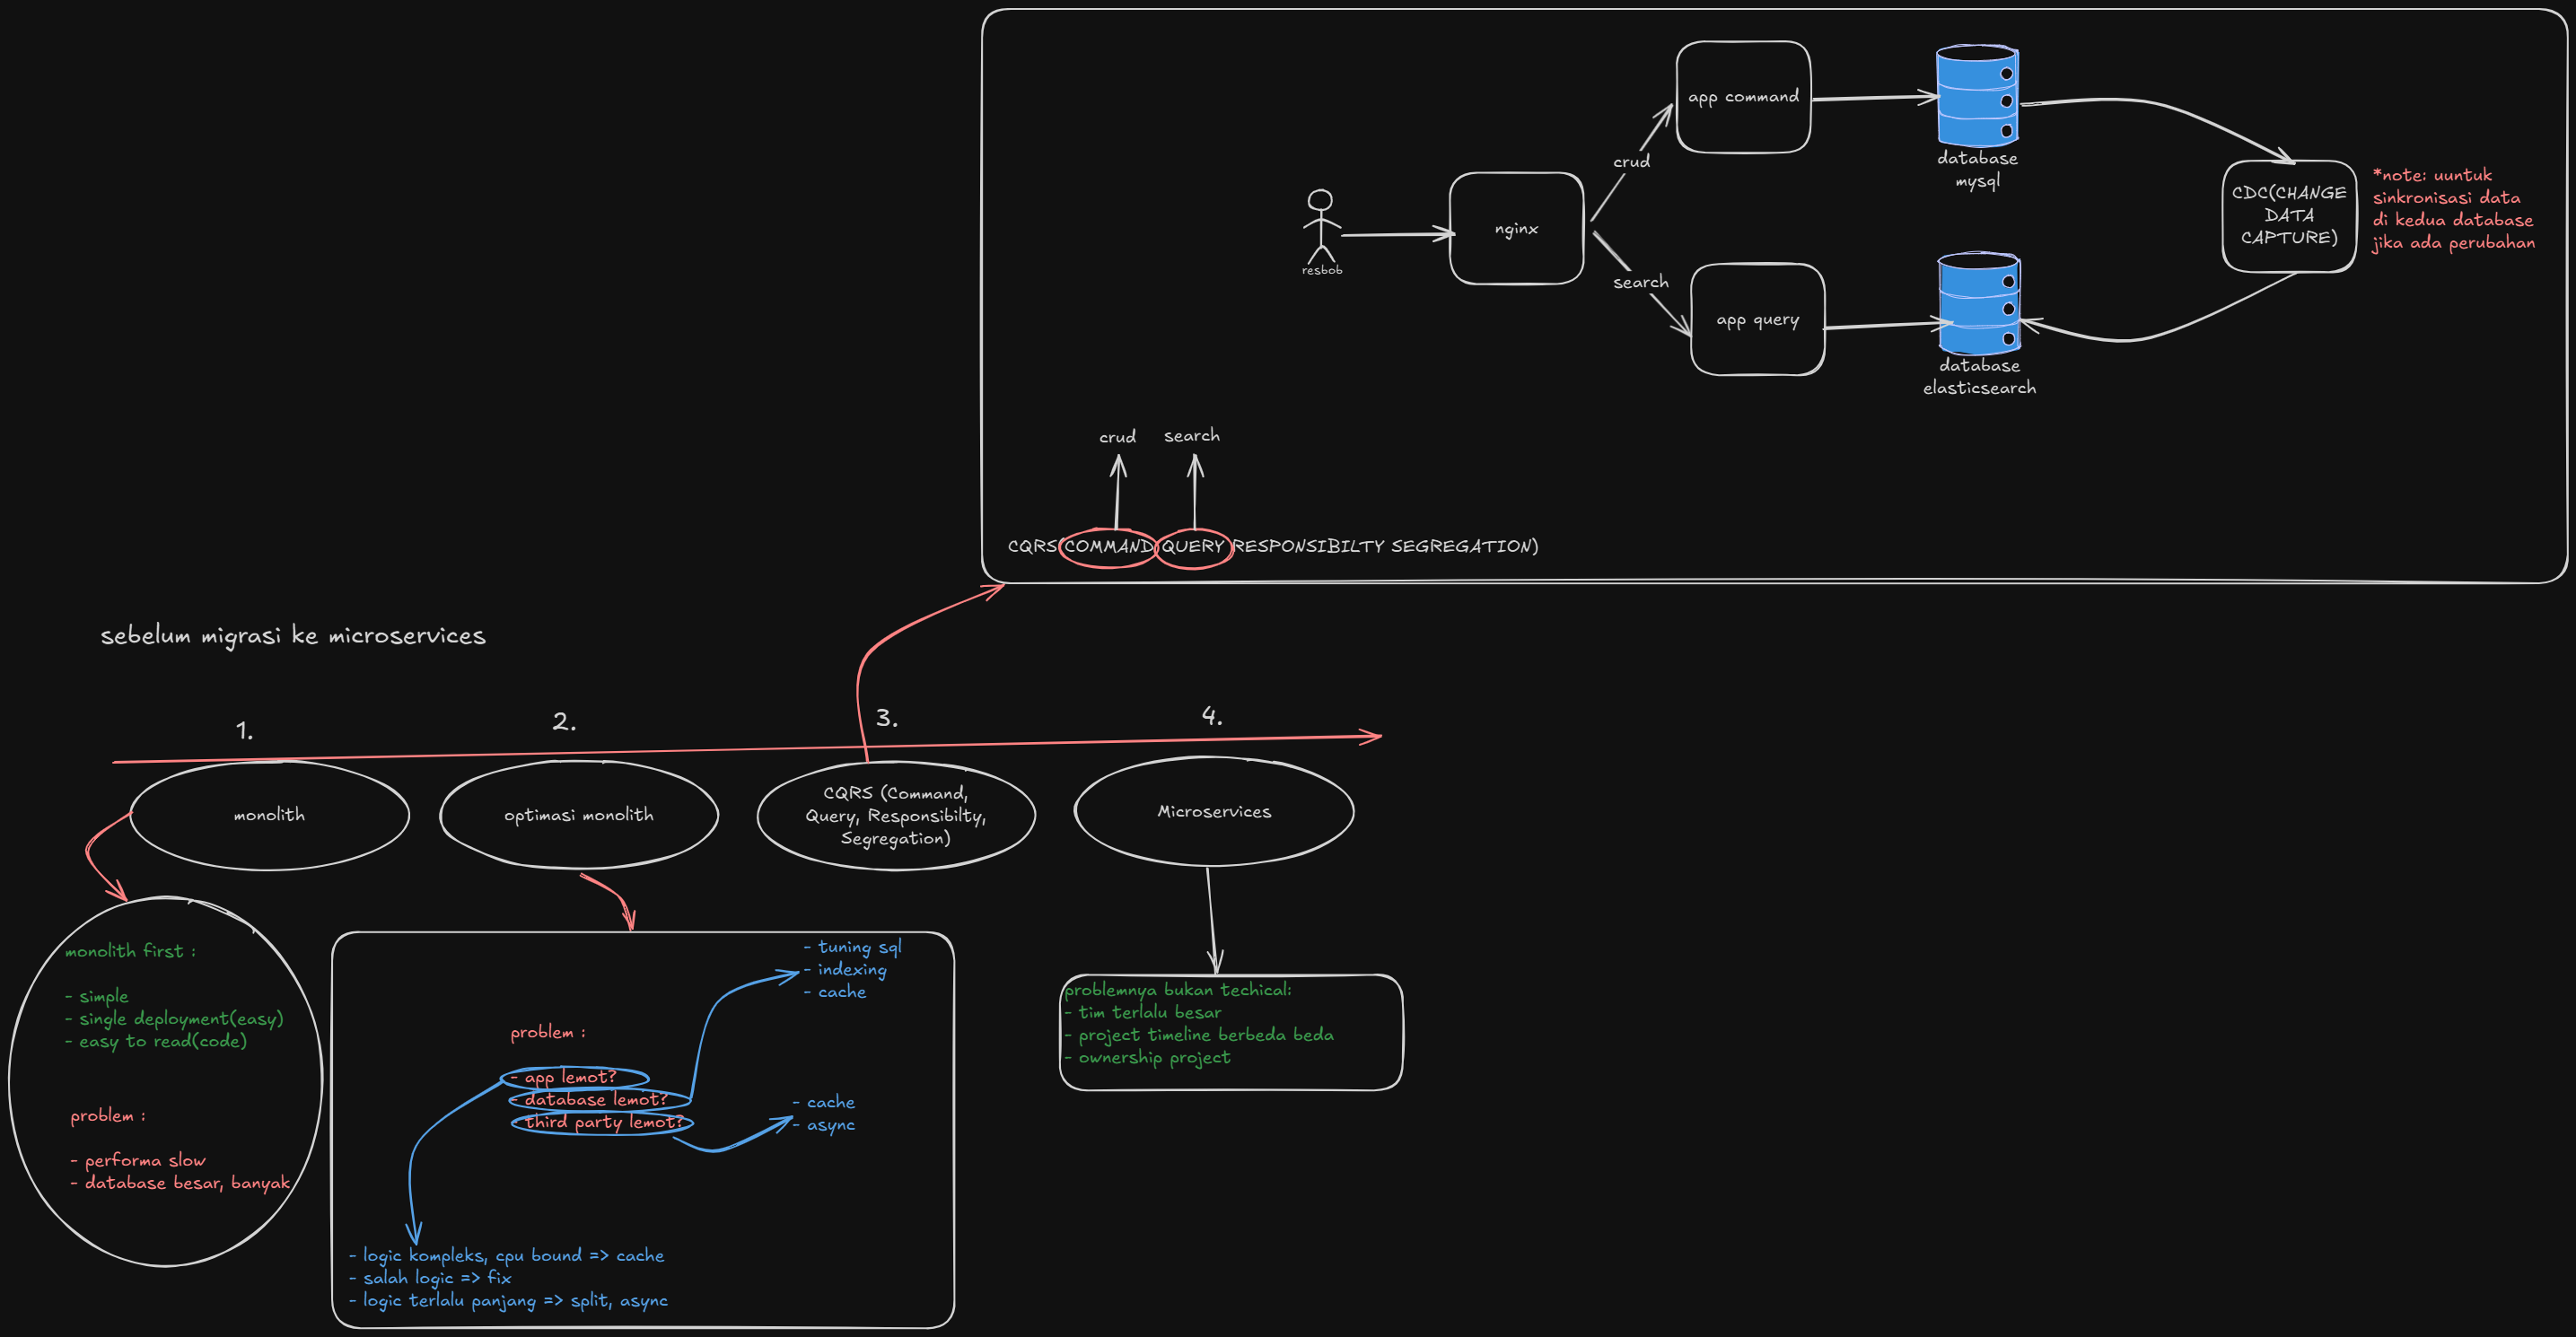 app command
database
mysql
crud
CDC(CHANGE
DATA
CAPTURE)
*note: uuntuk
sinkronisasi data
di kedua database
jika ada perubahan
resbob
nginx
search
app query
database
elasticsearch
crud
search
CQRS(COMMAND QUERY RESPONSIBILTY SEGREGATION)
sebelum migrasi ke microservices
1.
2.
3.
4.
monolith
optimasi monolith
CQRS (Command,
Query, Responsibilty,
Segregation)
Microservices
monolith first :
- simple
- single deployment(easy)
- easy to read(code)
problem :
- performa slow
- database besar, banyak
problem :
- app lemot?
- database lemot?
- third party lemot?
- tuning sql
- indexing
- cache
- cache
- async
- logic kompleks, cpu bound => cache
- salah logic => fix
- logic terlalu panjang => split, async
problemnya bukan techical:
- tim terlalu besar
- project timeline berbeda beda
- ownership project